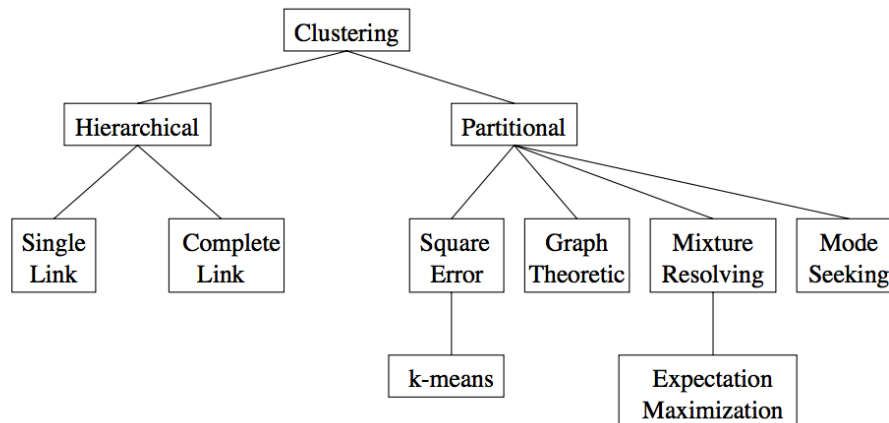 Clustering
Hierarchical
Partitional
Single
Link
Complete
Link
Square
Error
Graph
Theoretic
Mixture
Resolving
Mode
Seeking
k-means
Expectation
Maximization